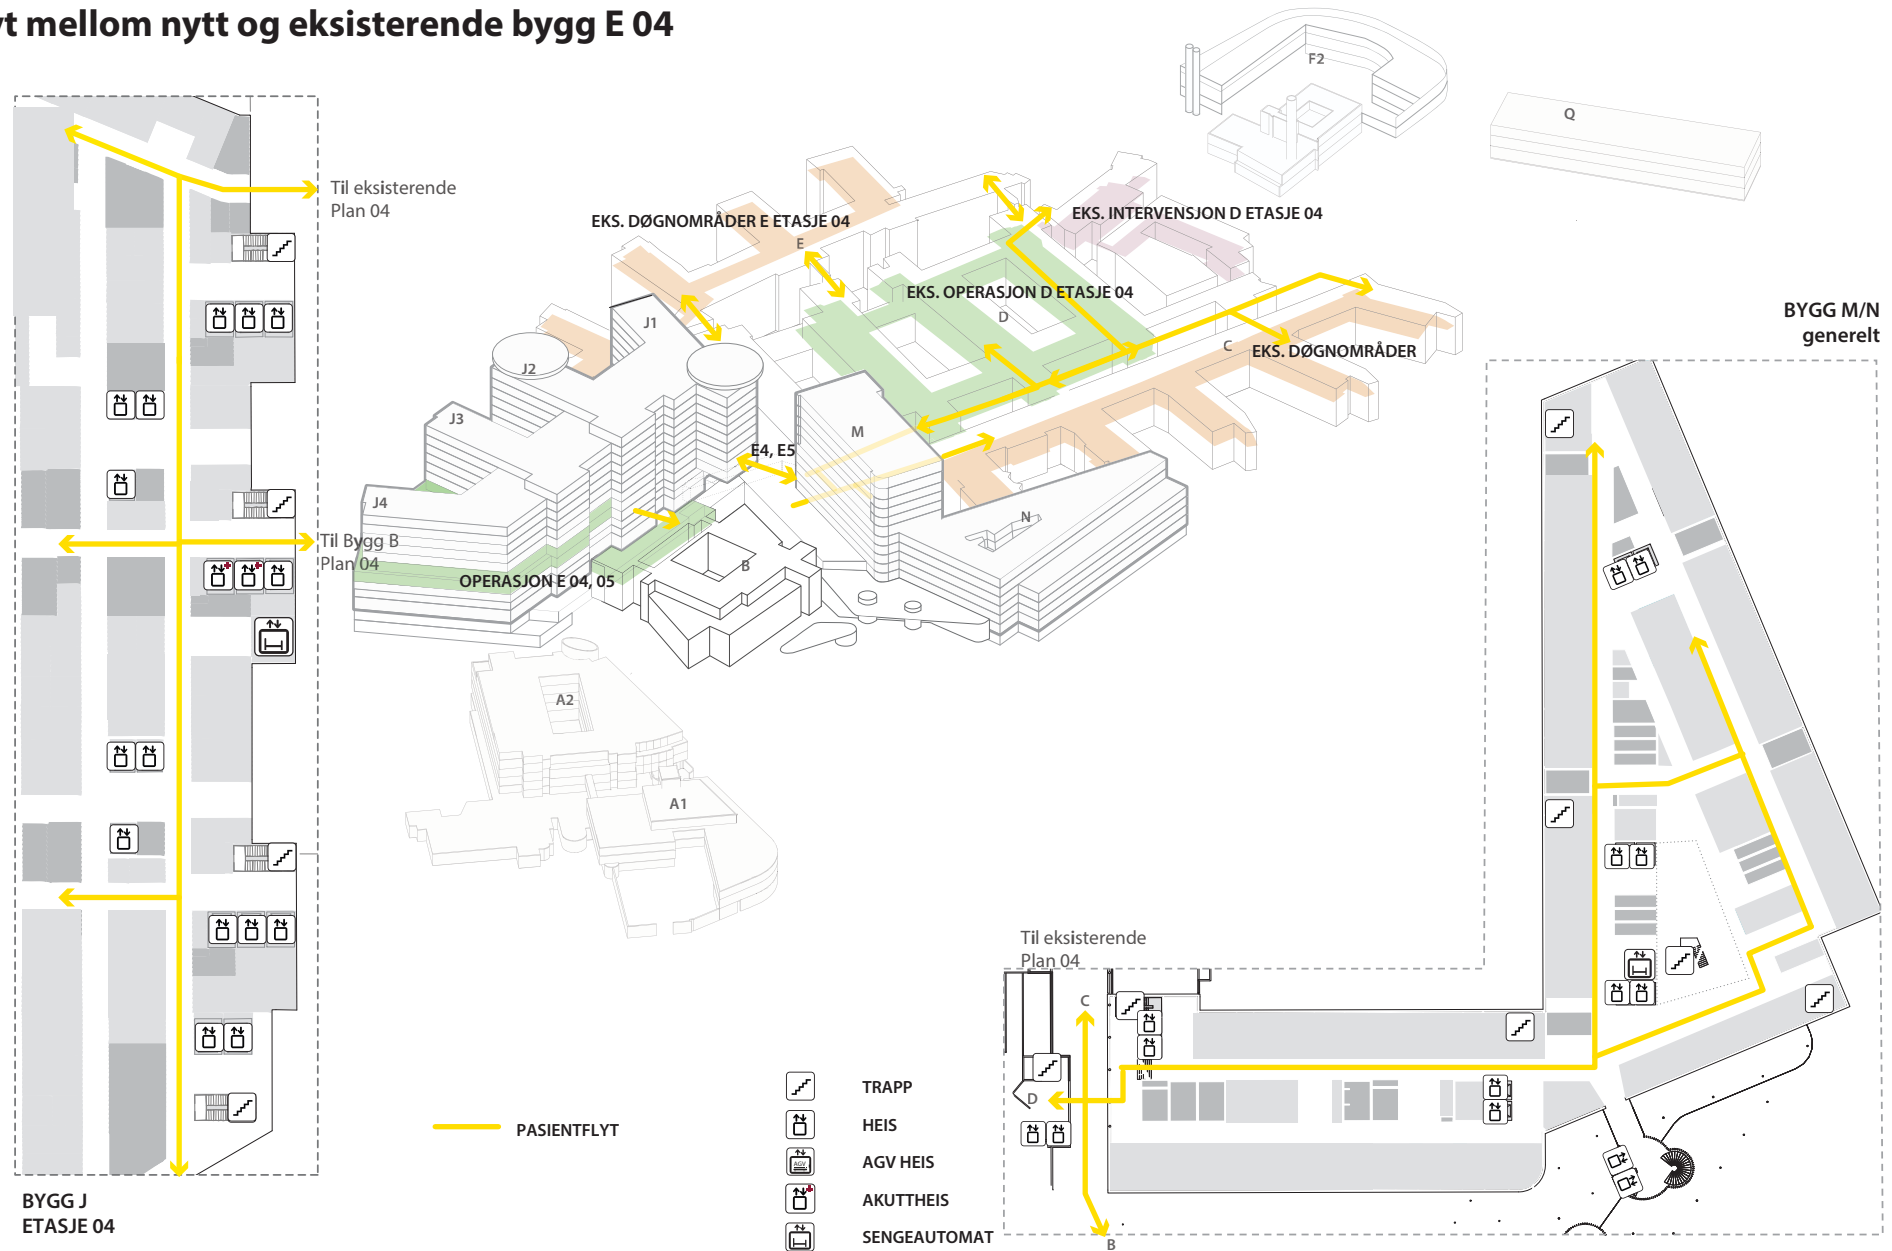 yt mellom nytt og eksisterende bygg E 04
F2
Q
Til eksisterende
Plan 04
EKS. DØGNOMRÅDER E ETASJE 04
E
EKS. INTERVENSJON D ETASJE 04
EKS. OPERASJON D ETASJE 04
D
J1
J2
J3
J4
C
EKS. DØGNOMRÅDER
BYGG M/N
generelt
M
E4, E5
N
B
Til Bygg B
Plan 04
OPERASJON E 04, 05
A2
A1
Til eksisterende
Plan 04
C
D
B
PASIENTFLYT
TRAPP
HEIS
AGV
AGV HEIS
AKUTTHEIS
SENGEAUTOMAT
BYGG J
ETASJE 04